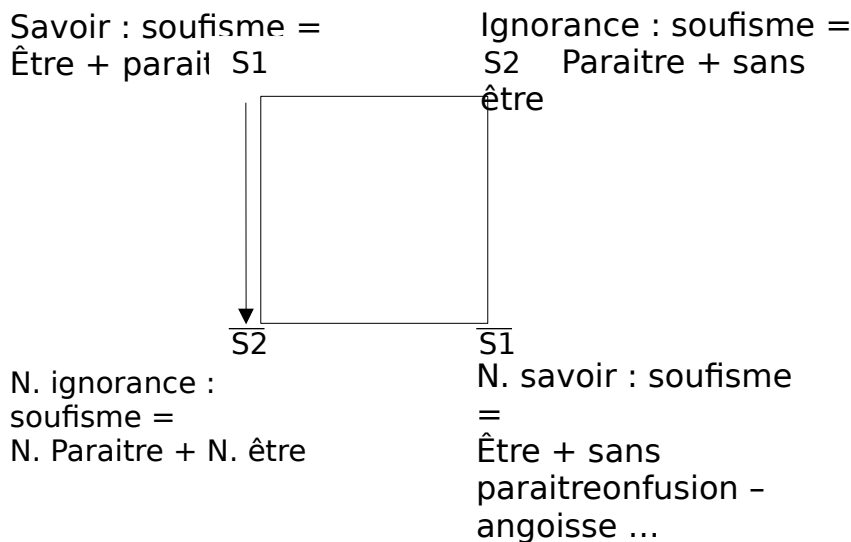 Savoir : soufisme =
Être + parait
S1
Ignorance : soufisme =
S2 Paraitre + sans
être
S2
S1
N. ignorance :
soufisme =
N. Paraitre + N. être
N. savoir : soufisme
=
Être + sans
paraitreonfusion –
angoisse ...